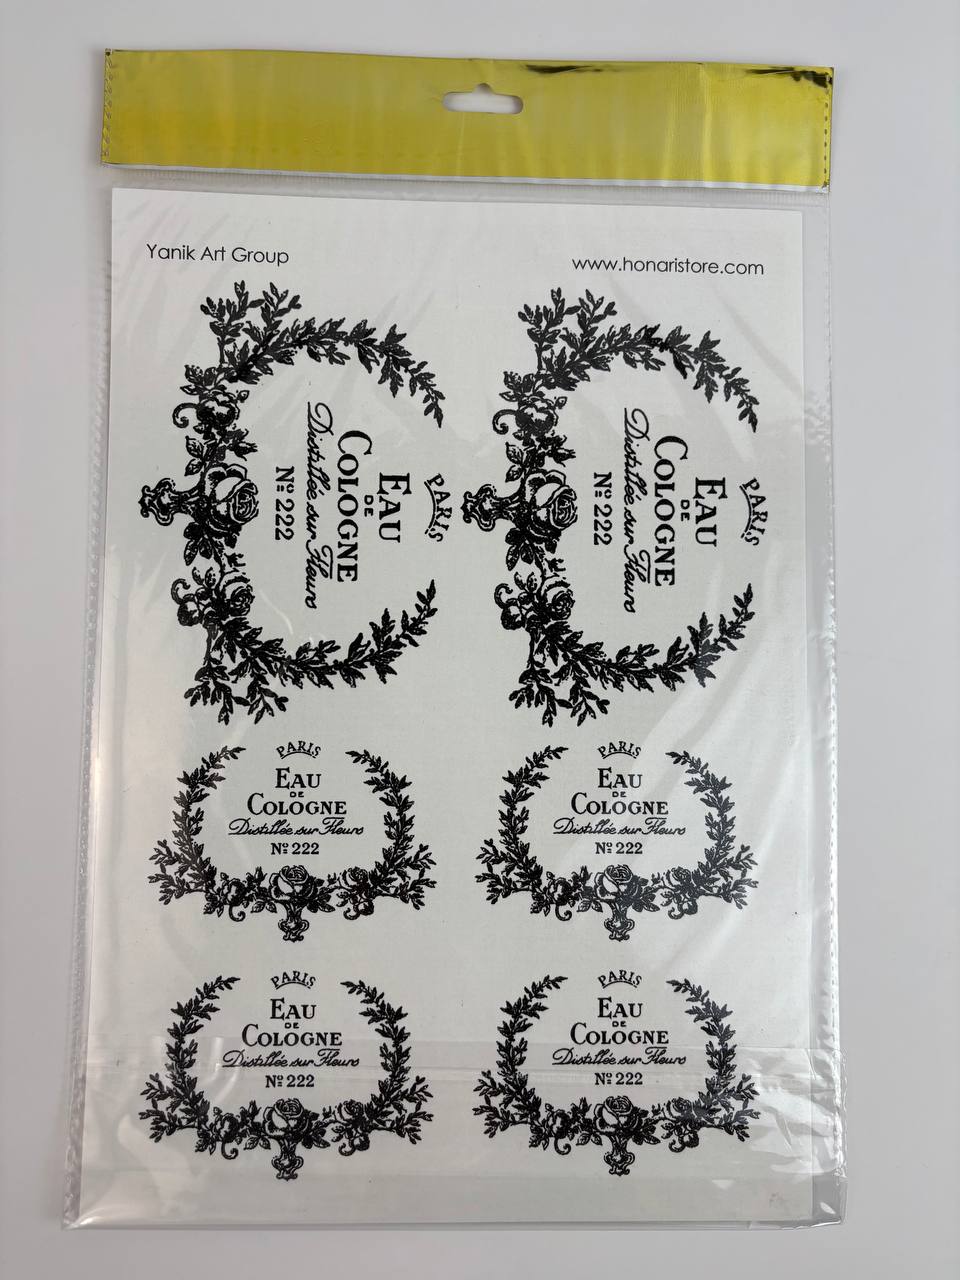 Yanik Art Group
www.honaristore.com
PARIS
EAU
DE
COLOGNE
Distillée sur Fleurs
Nº 222
PARIS
EAU
DE
COLOGNE
Distillée sur Fleurs
Nº 222
PARIS
EAU
DE
COLOGNE
Distillée sur Fleurs
Nº 222
PARIS
EAU
DE
COLOGNE
Distillée sur Fleurs
Nº 222
PARIS
EAU
DE
COLOGNE
Distillée sur Fleurs
Nº 222
PARIS
EAU
DE
COLOGNE
Distillée sur Fleurs
Nº 222